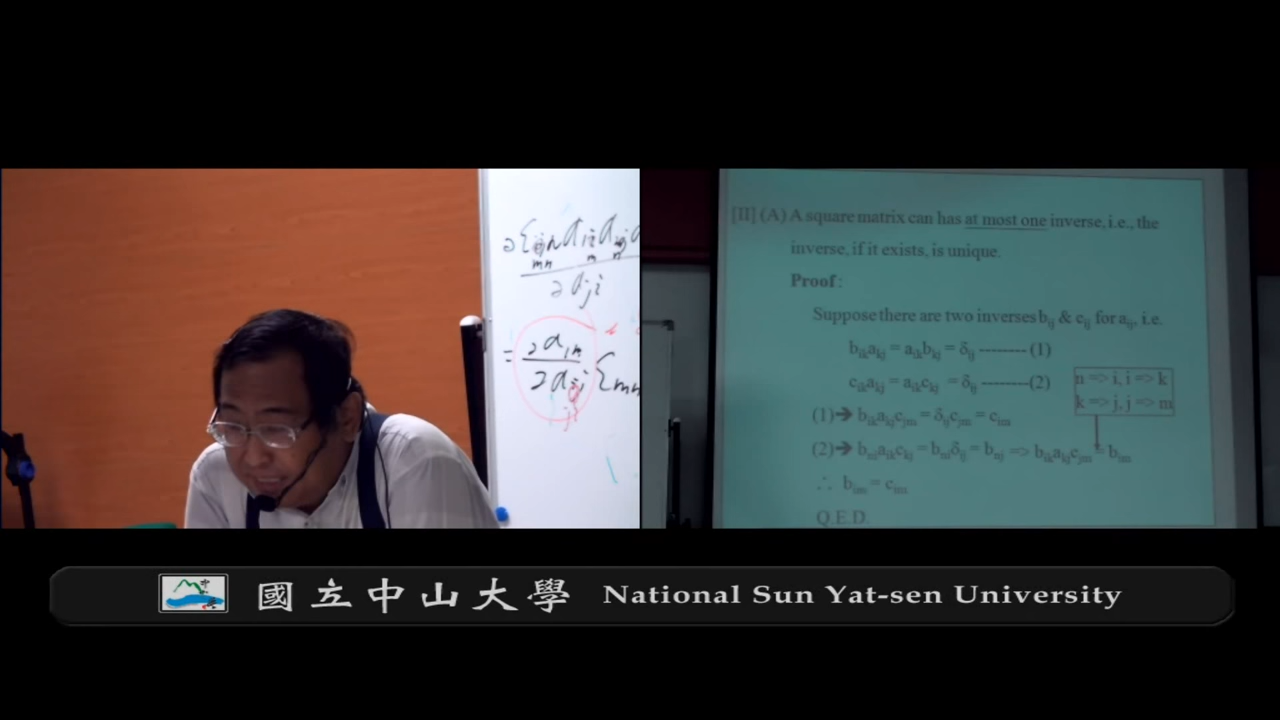 [II] (A) A square matrix can has at most one inverse, i.e., the
inverse, if it exists, is unique.
Proof :
Suppose there are two inverses b_ij & c_ij for a_ij, i.e.
b_ik a_kj = a_ik b_kj = δ_ij -------- (1)
c_ik a_kj = a_ik c_kj = δ_ij --------(2)
n => i, i => k
k => j, j => m
(1)➔ b_ik a_kj c_jm = δ_ij c_jm = c_im
(2)➔ b_ni a_ik c_kj = b_ni δ_ij = b_nj => b_ik a_kj c_jm = b_im
∴ b_im = c_im
Q.E.D.
國立中山大學 National Sun Yat-sen University